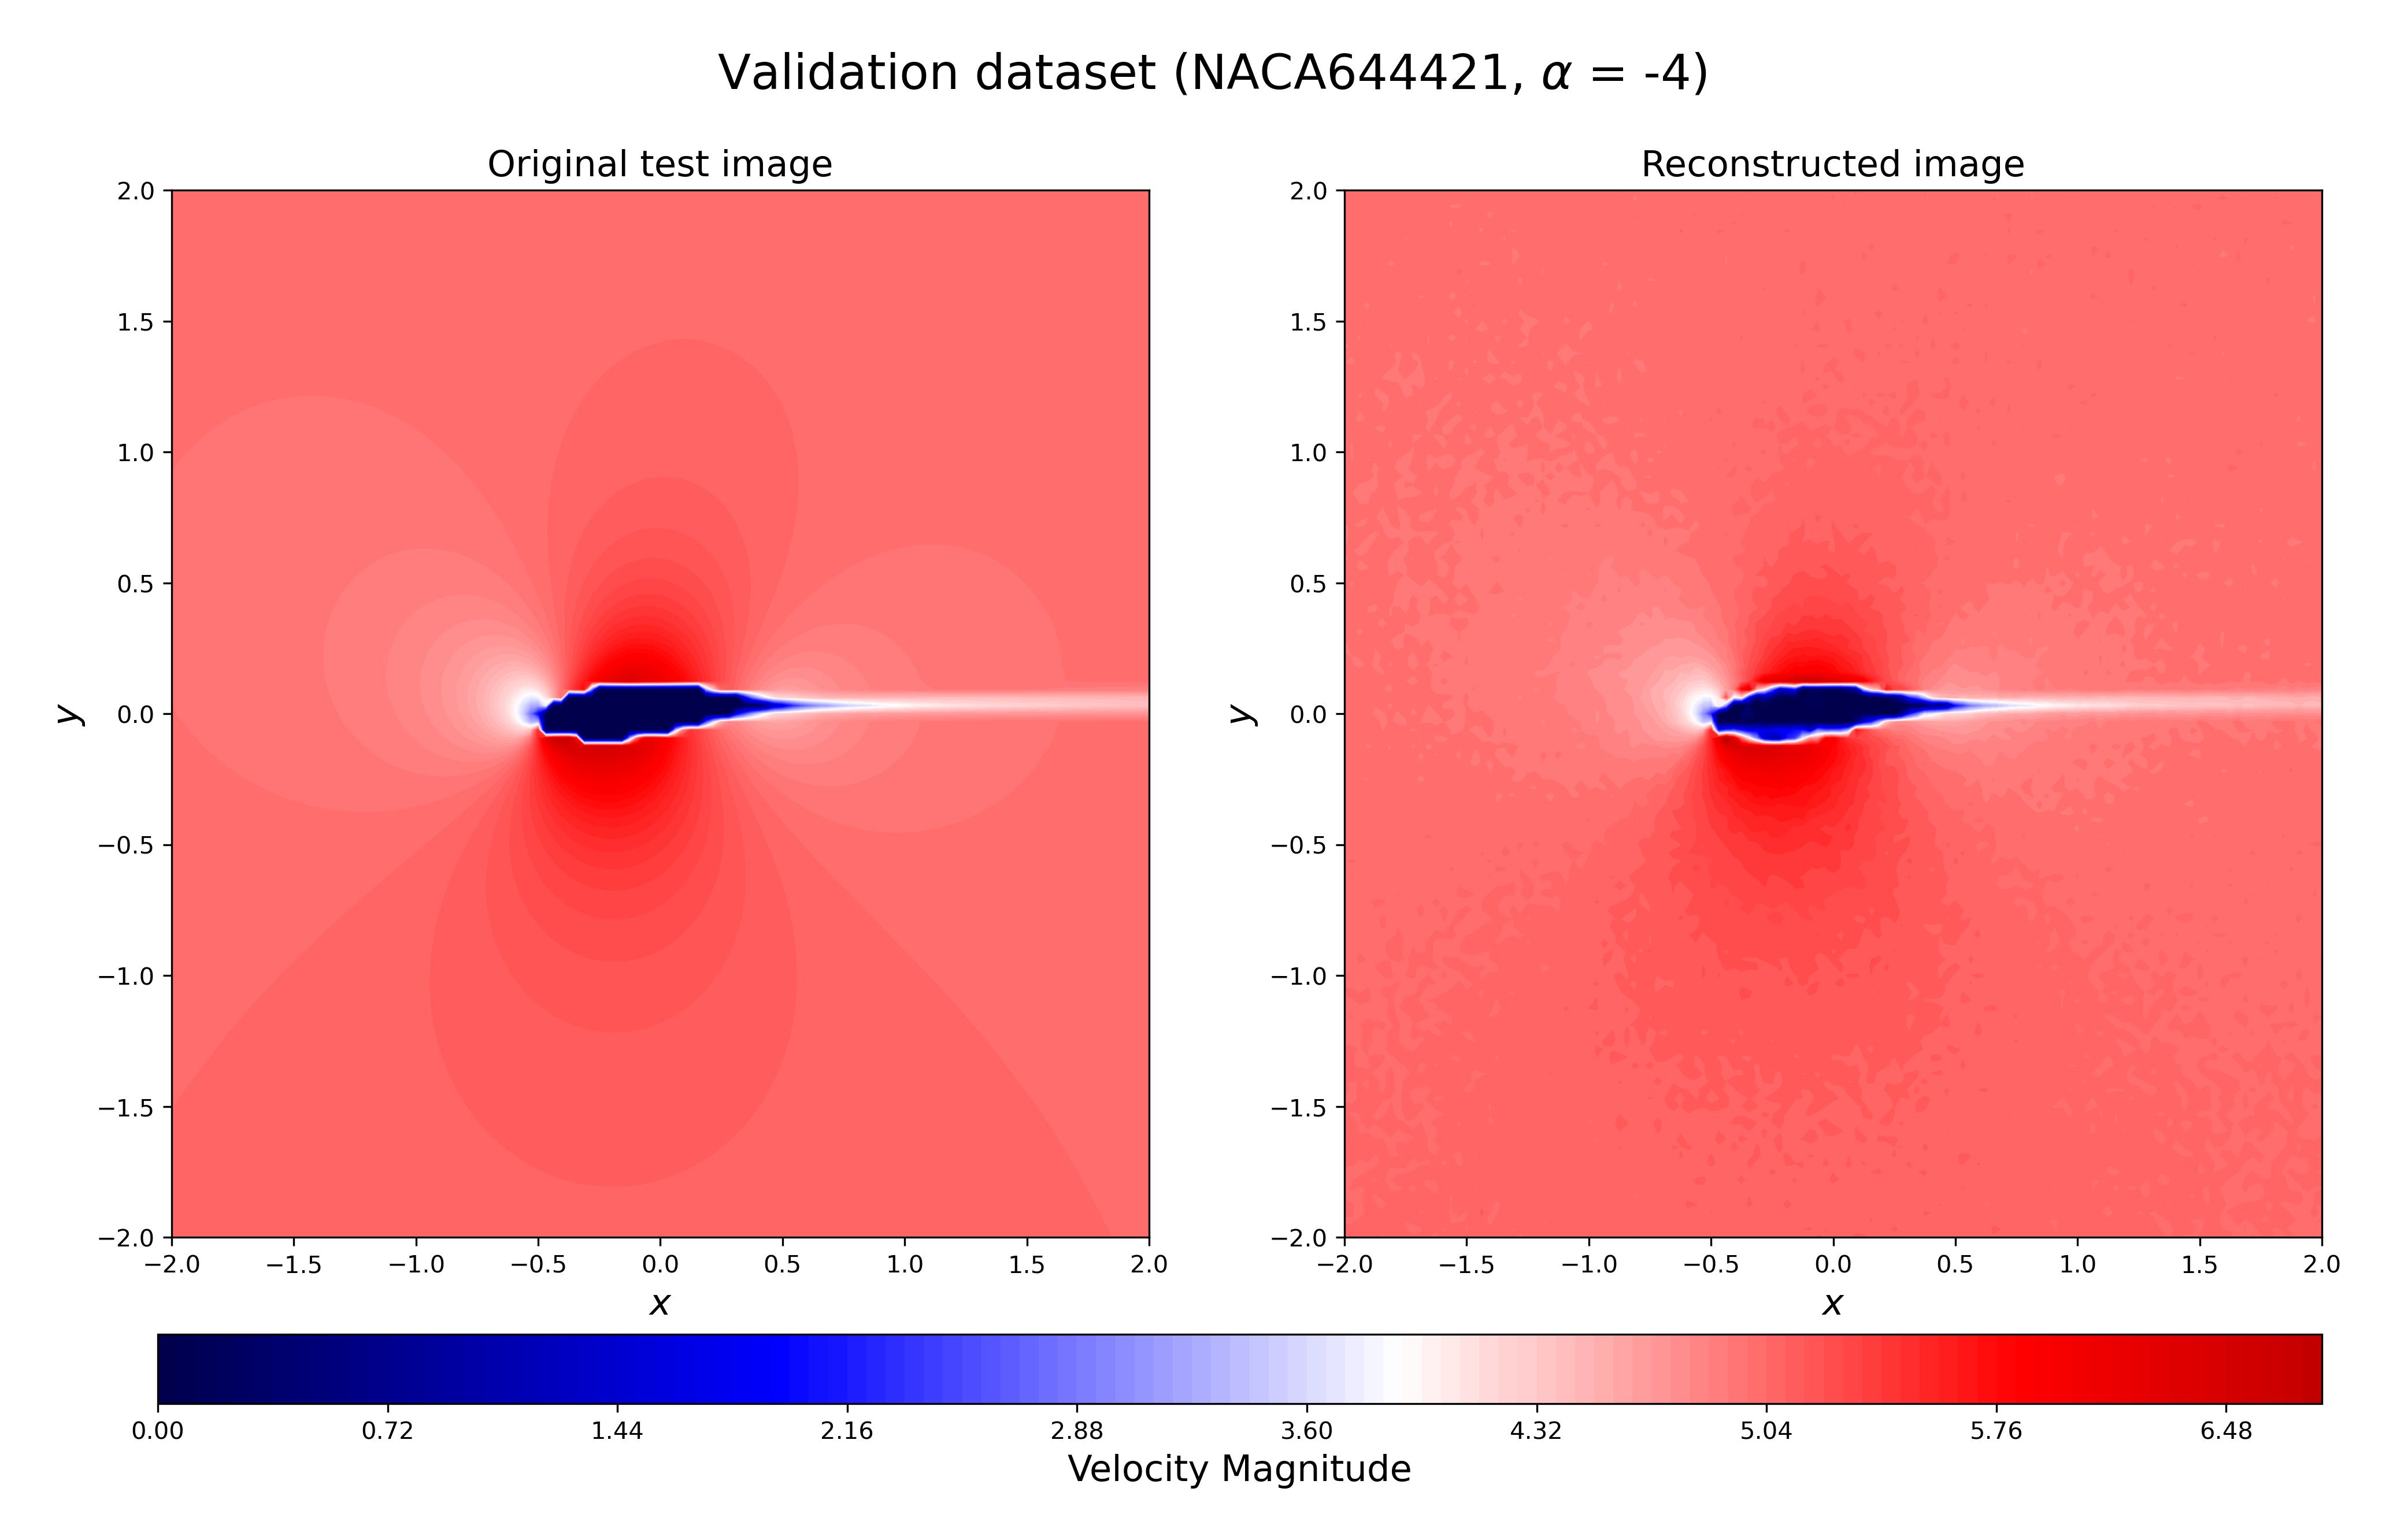 Validation dataset (NACA644421, α = -4)
Original test image
Reconstructed image
2.0
1.5
1.0
0.5
0.0
−0.5
−1.0
−1.5
−2.0
y
−2.0 −1.5 −1.0 −0.5 0.0 0.5 1.0 1.5 2.0
x
2.0
1.5
1.0
0.5
0.0
−0.5
−1.0
−1.5
−2.0
y
−2.0 −1.5 −1.0 −0.5 0.0 0.5 1.0 1.5 2.0
x
0.00 0.72 1.44 2.16 2.88 3.60 4.32 5.04 5.76 6.48
Velocity Magnitude